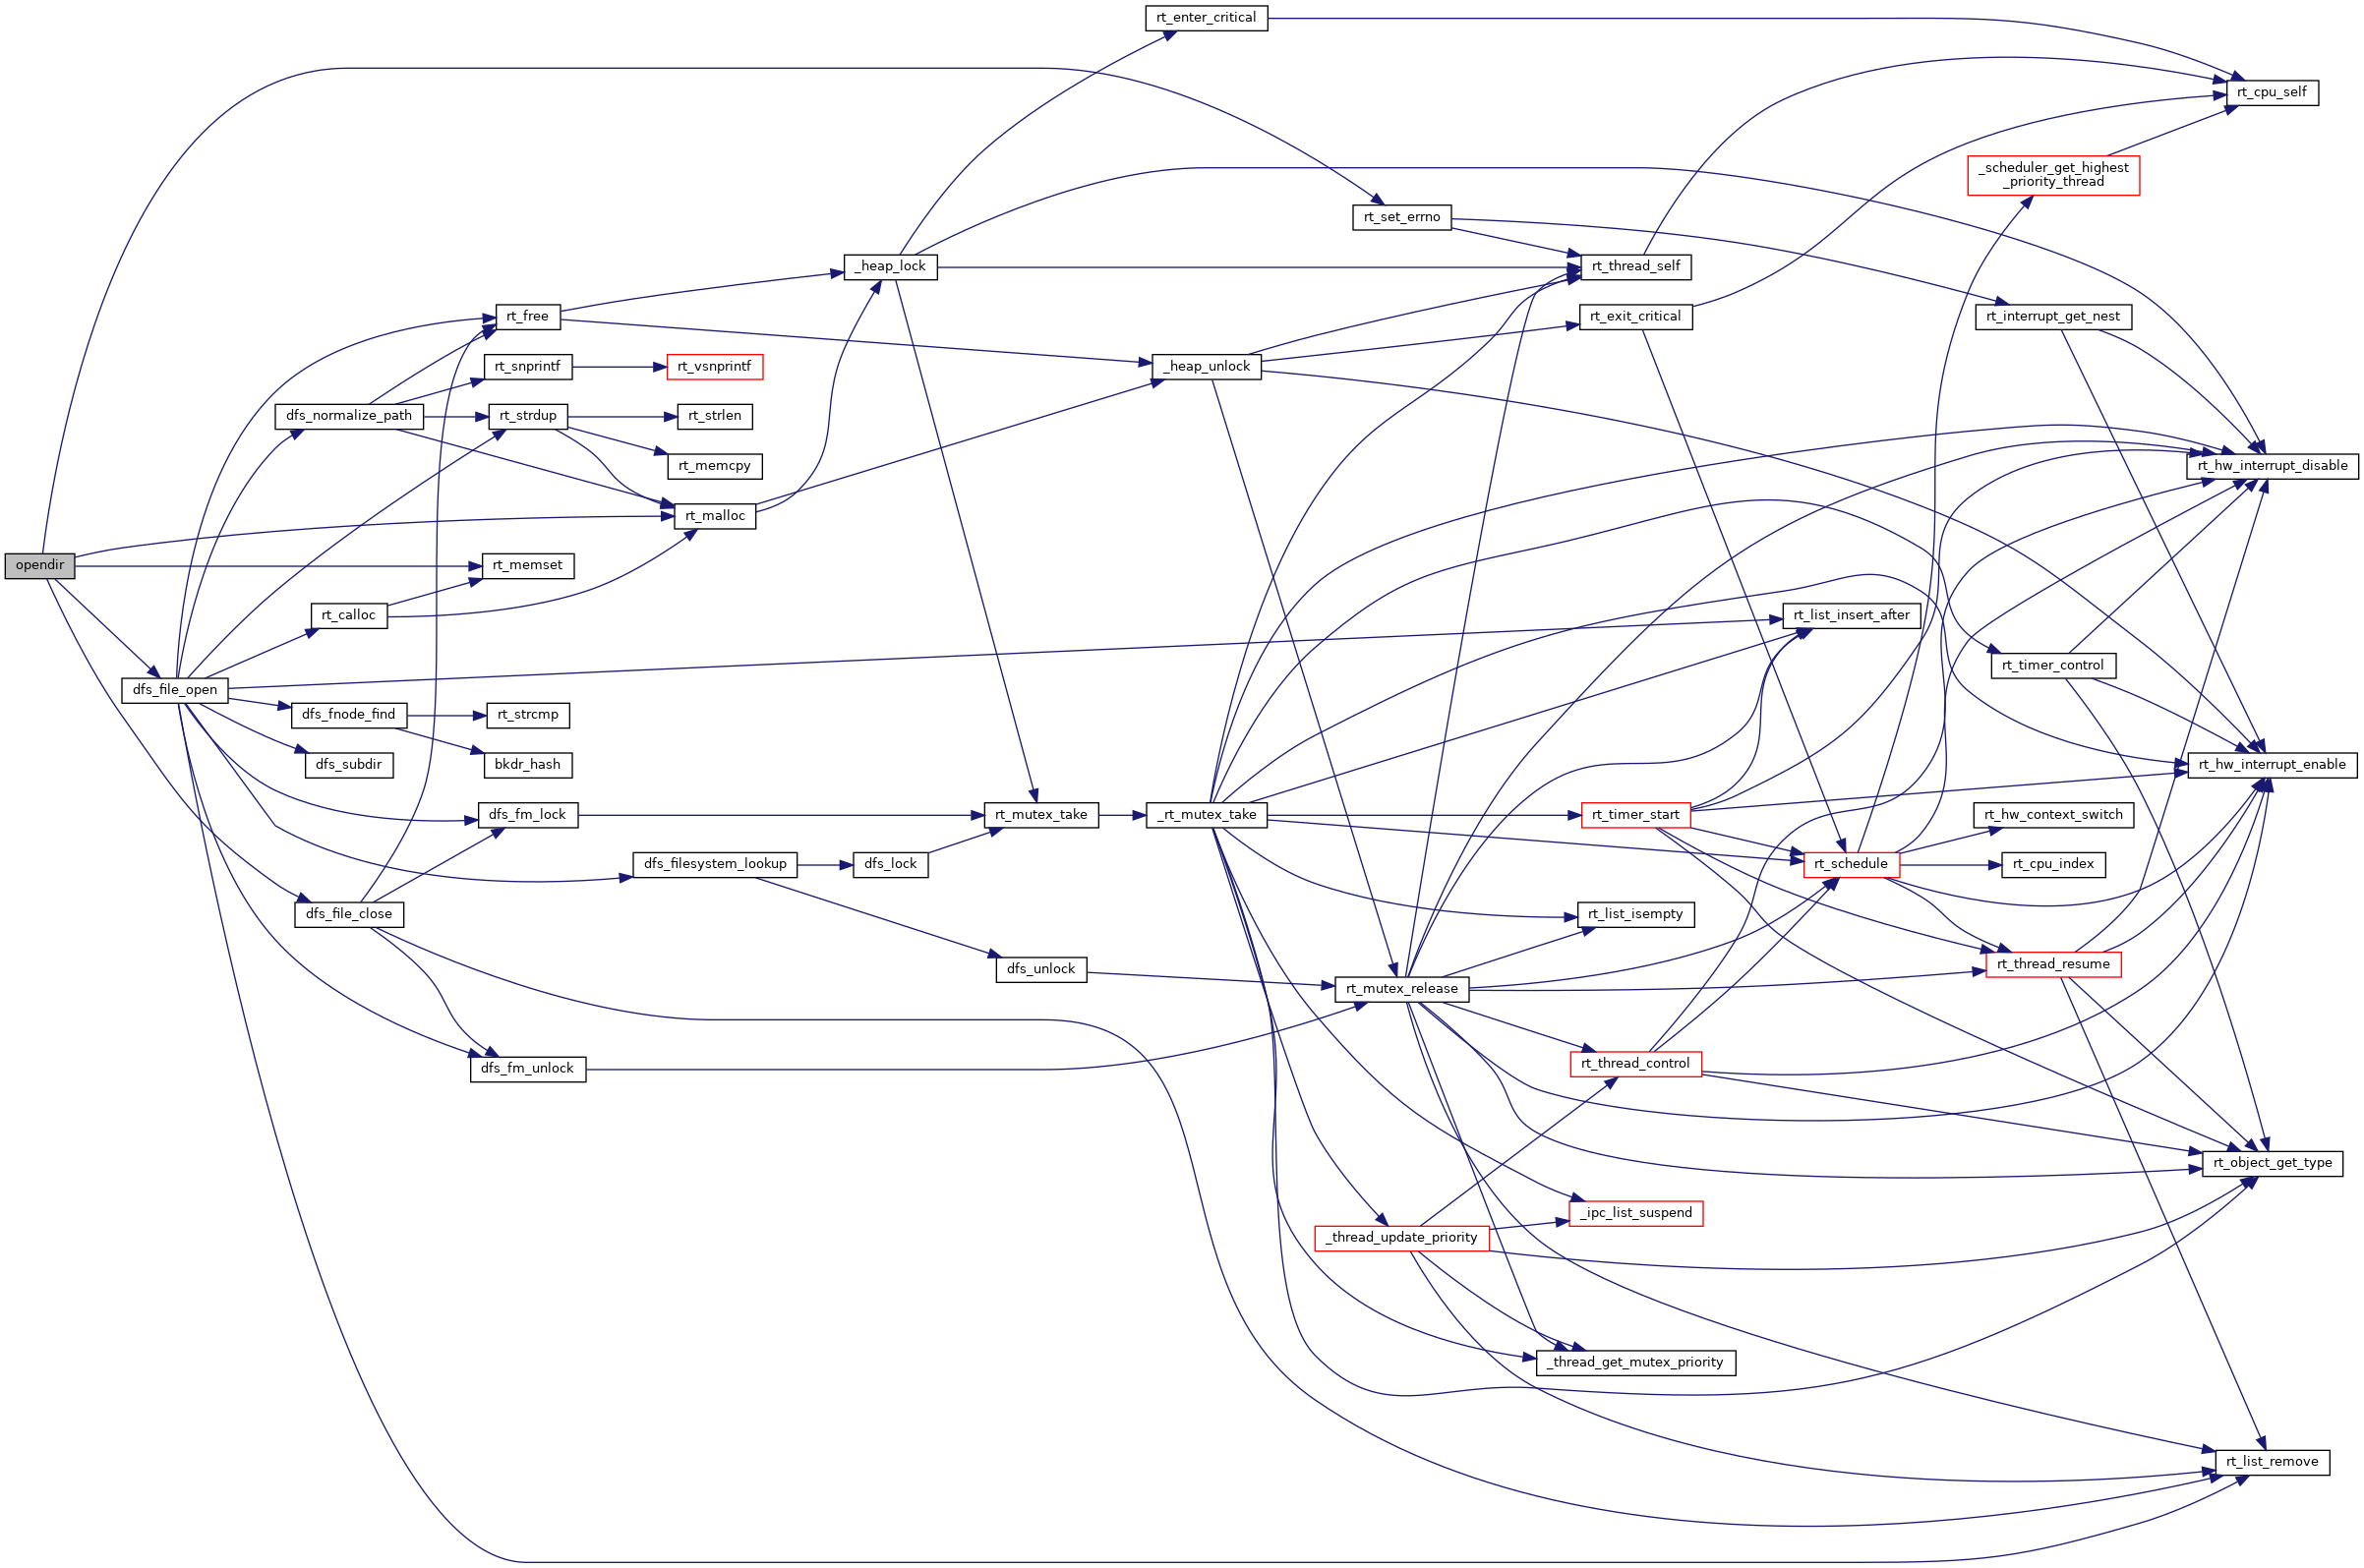 rt_enter_critical
rt_cpu_self
_scheduler_get_highest
_priority_thread
rt_set_errno
_heap_lock
rt_thread_self
rt_free
rt_exit_critical
rt_interrupt_get_nest
rt_snprintf
rt_vsnprintf
_heap_unlock
dfs_normalize_path
rt_strdup
rt_strlen
rt_memcpy
rt_hw_interrupt_disable
rt_malloc
opendir
rt_memset
rt_calloc
rt_list_insert_after
rt_timer_control
dfs_file_open
dfs_fnode_find
rt_strcmp
dfs_subdir
bkdr_hash
rt_hw_interrupt_enable
dfs_fm_lock
rt_mutex_take
_rt_mutex_take
rt_timer_start
rt_hw_context_switch
dfs_filesystem_lookup
dfs_lock
rt_schedule
rt_cpu_index
dfs_file_close
rt_list_isempty
dfs_unlock
rt_thread_resume
rt_mutex_release
dfs_fm_unlock
rt_thread_control
rt_object_get_type
_ipc_list_suspend
_thread_update_priority
_thread_get_mutex_priority
rt_list_remove